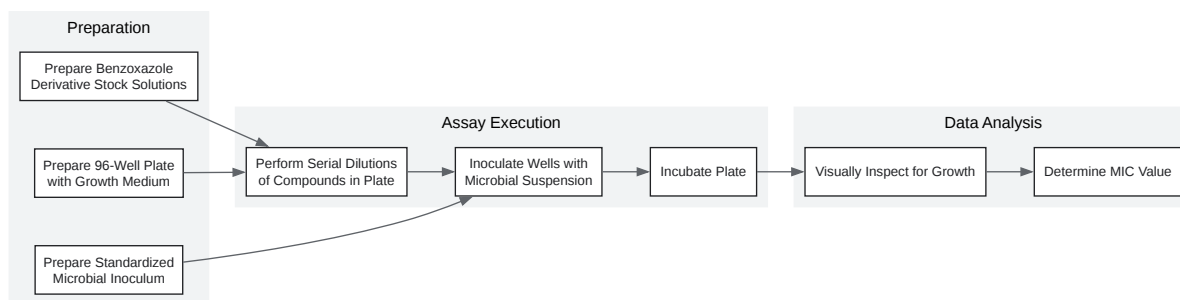 Preparation
Prepare Benzoxazole
Derivative Stock Solutions
Prepare 96-Well Plate
with Growth Medium
Prepare Standardized
Microbial Inoculum
Assay Execution
Perform Serial Dilutions
of Compounds in Plate
Inoculate Wells with
Microbial Suspension
Incubate Plate
Data Analysis
Visually Inspect for Growth
Determine MIC Value